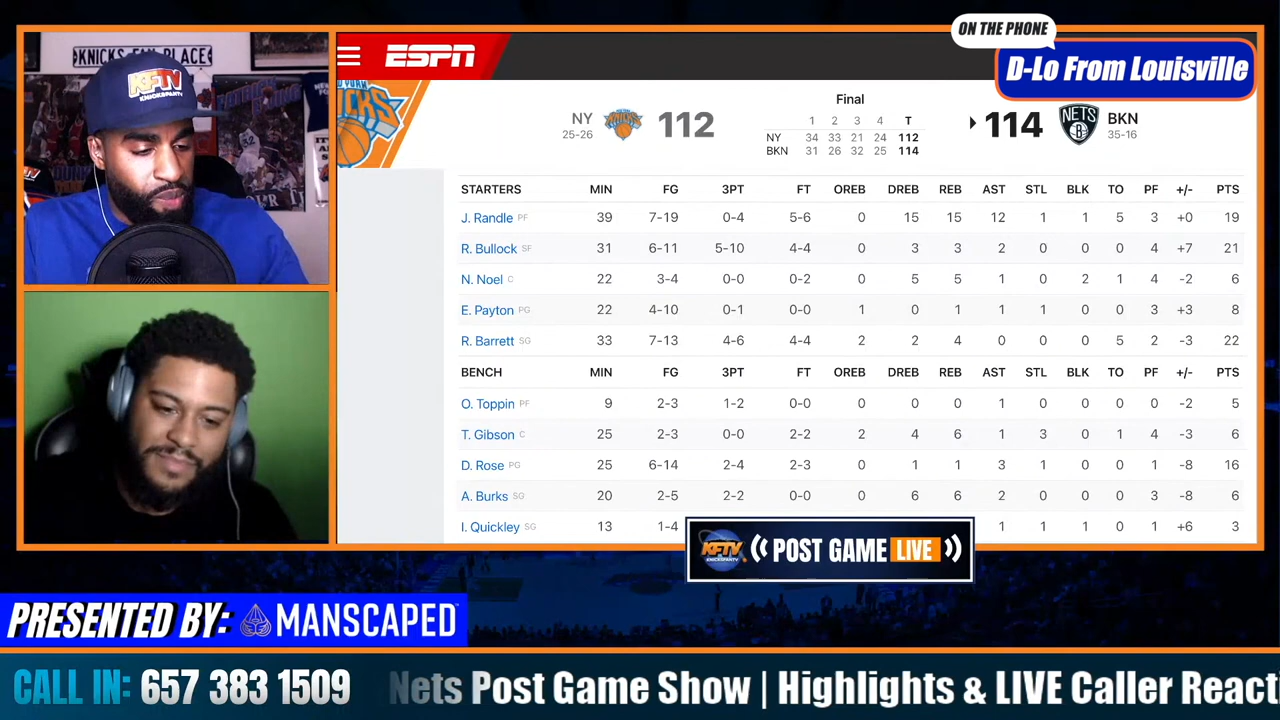 KNICKS FAN PLACE
KFTV
ESPN
ON THE PHONE
D-Lo From Louisville
KNICKS
NY
25-26
112
Final
1 2 3 4 T
NY 34 33 21 24 112
BKN 31 26 32 25 114
114
NETS
B
BKN
35-16
STARTERS MIN FG 3PT FT OREB DREB REB AST STL BLK TO PF +/- PTS
J. Randle PF 39 7-19 0-4 5-6 0 15 15 12 1 1 5 3 +0 19
R. Bullock SF 31 6-11 5-10 4-4 0 3 3 2 0 0 0 4 +7 21
N. Noel C 22 3-4 0-0 0-2 0 5 5 1 0 2 1 4 -2 6
E. Payton PG 22 4-10 0-1 0-0 1 0 1 1 1 0 0 3 +3 8
R. Barrett SG 33 7-13 4-6 4-4 2 2 4 0 0 0 5 2 -3 22
BENCH MIN FG 3PT FT OREB DREB REB AST STL BLK TO PF +/- PTS
O. Toppin PF 9 2-3 1-2 0-0 0 0 0 1 0 0 0 0 -2 5
T. Gibson C 25 2-3 0-0 2-2 2 4 6 1 3 0 1 4 -3 6
D. Rose PG 25 6-14 2-4 2-3 0 1 1 3 1 0 0 1 -8 16
A. Burks SG 20 2-5 2-2 0-0 0 6 6 2 0 0 0 3 -8 6
I. Quickley SG 13 1-4 1 1 1 0 1 +6 3
KFTV POST GAME LIVE
PRESENTED BY: MANSCAPED
CALL IN: 657 383 1509
Nets Post Game Show | Highlights & LIVE Caller Reacti